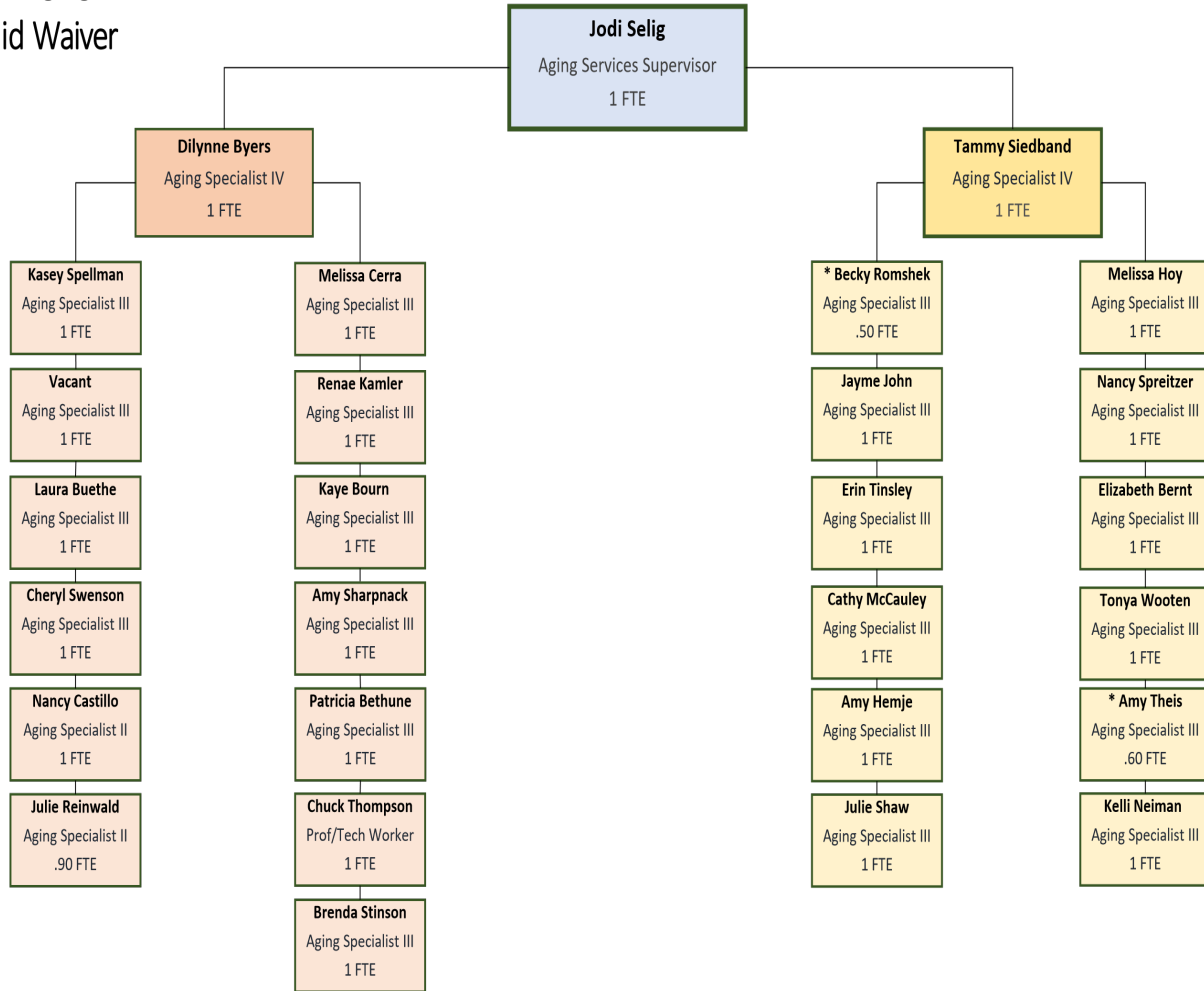 id Waiver
Jodi Selig
Aging Services Supervisor
1 FTE
Dilynne Byers
Aging Specialist IV
1 FTE
Tammy Siedband
Aging Specialist IV
1 FTE
Kasey Spellman
Aging Specialist III
1 FTE
Vacant
Aging Specialist III
1 FTE
Laura Buethe
Aging Specialist III
1 FTE
Cheryl Swenson
Aging Specialist III
1 FTE
Nancy Castillo
Aging Specialist II
1 FTE
Julie Reinwald
Aging Specialist II
.90 FTE
Melissa Cerra
Aging Specialist III
1 FTE
Renae Kamler
Aging Specialist III
1 FTE
Kaye Bourn
Aging Specialist III
1 FTE
Amy Sharpnack
Aging Specialist III
1 FTE
Patricia Bethune
Aging Specialist III
1 FTE
Chuck Thompson
Prof/Tech Worker
1 FTE
Brenda Stinson
Aging Specialist III
1 FTE
* Becky Romshek
Aging Specialist III
.50 FTE
Jayme John
Aging Specialist III
1 FTE
Erin Tinsley
Aging Specialist III
1 FTE
Cathy McCauley
Aging Specialist III
1 FTE
Amy Hemje
Aging Specialist III
1 FTE
Julie Shaw
Aging Specialist III
1 FTE
Melissa Hoy
Aging Specialist III
1 FTE
Nancy Spreitzer
Aging Specialist III
1 FTE
Elizabeth Bernt
Aging Specialist III
1 FTE
Tonya Wooten
Aging Specialist III
1 FTE
* Amy Theis
Aging Specialist III
.60 FTE
Kelli Neiman
Aging Specialist III
1 FTE